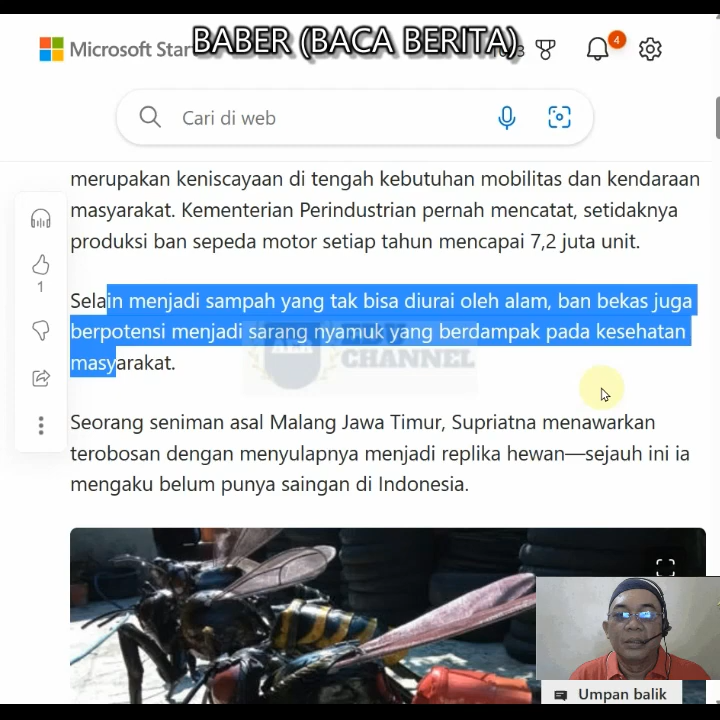 BABER (BACA BERITA)
Microsoft Star
4
Cari di web
merupakan keniscayaan di tengah kebutuhan mobilitas dan kendaraan
masyarakat. Kementerian Perindustrian pernah mencatat, setidaknya
produksi ban sepeda motor setiap tahun mencapai 7,2 juta unit.
1
Selain menjadi sampah yang tak bisa diurai oleh alam, ban bekas juga
berpotensi menjadi sarang nyamuk yang berdampak pada kesehatan
masyarakat.
CHANNEL
Seorang seniman asal Malang Jawa Timur, Supriatna menawarkan
terobosan dengan menyulapnya menjadi replika hewan—sejauh ini ia
mengaku belum punya saingan di Indonesia.
Umpan balik